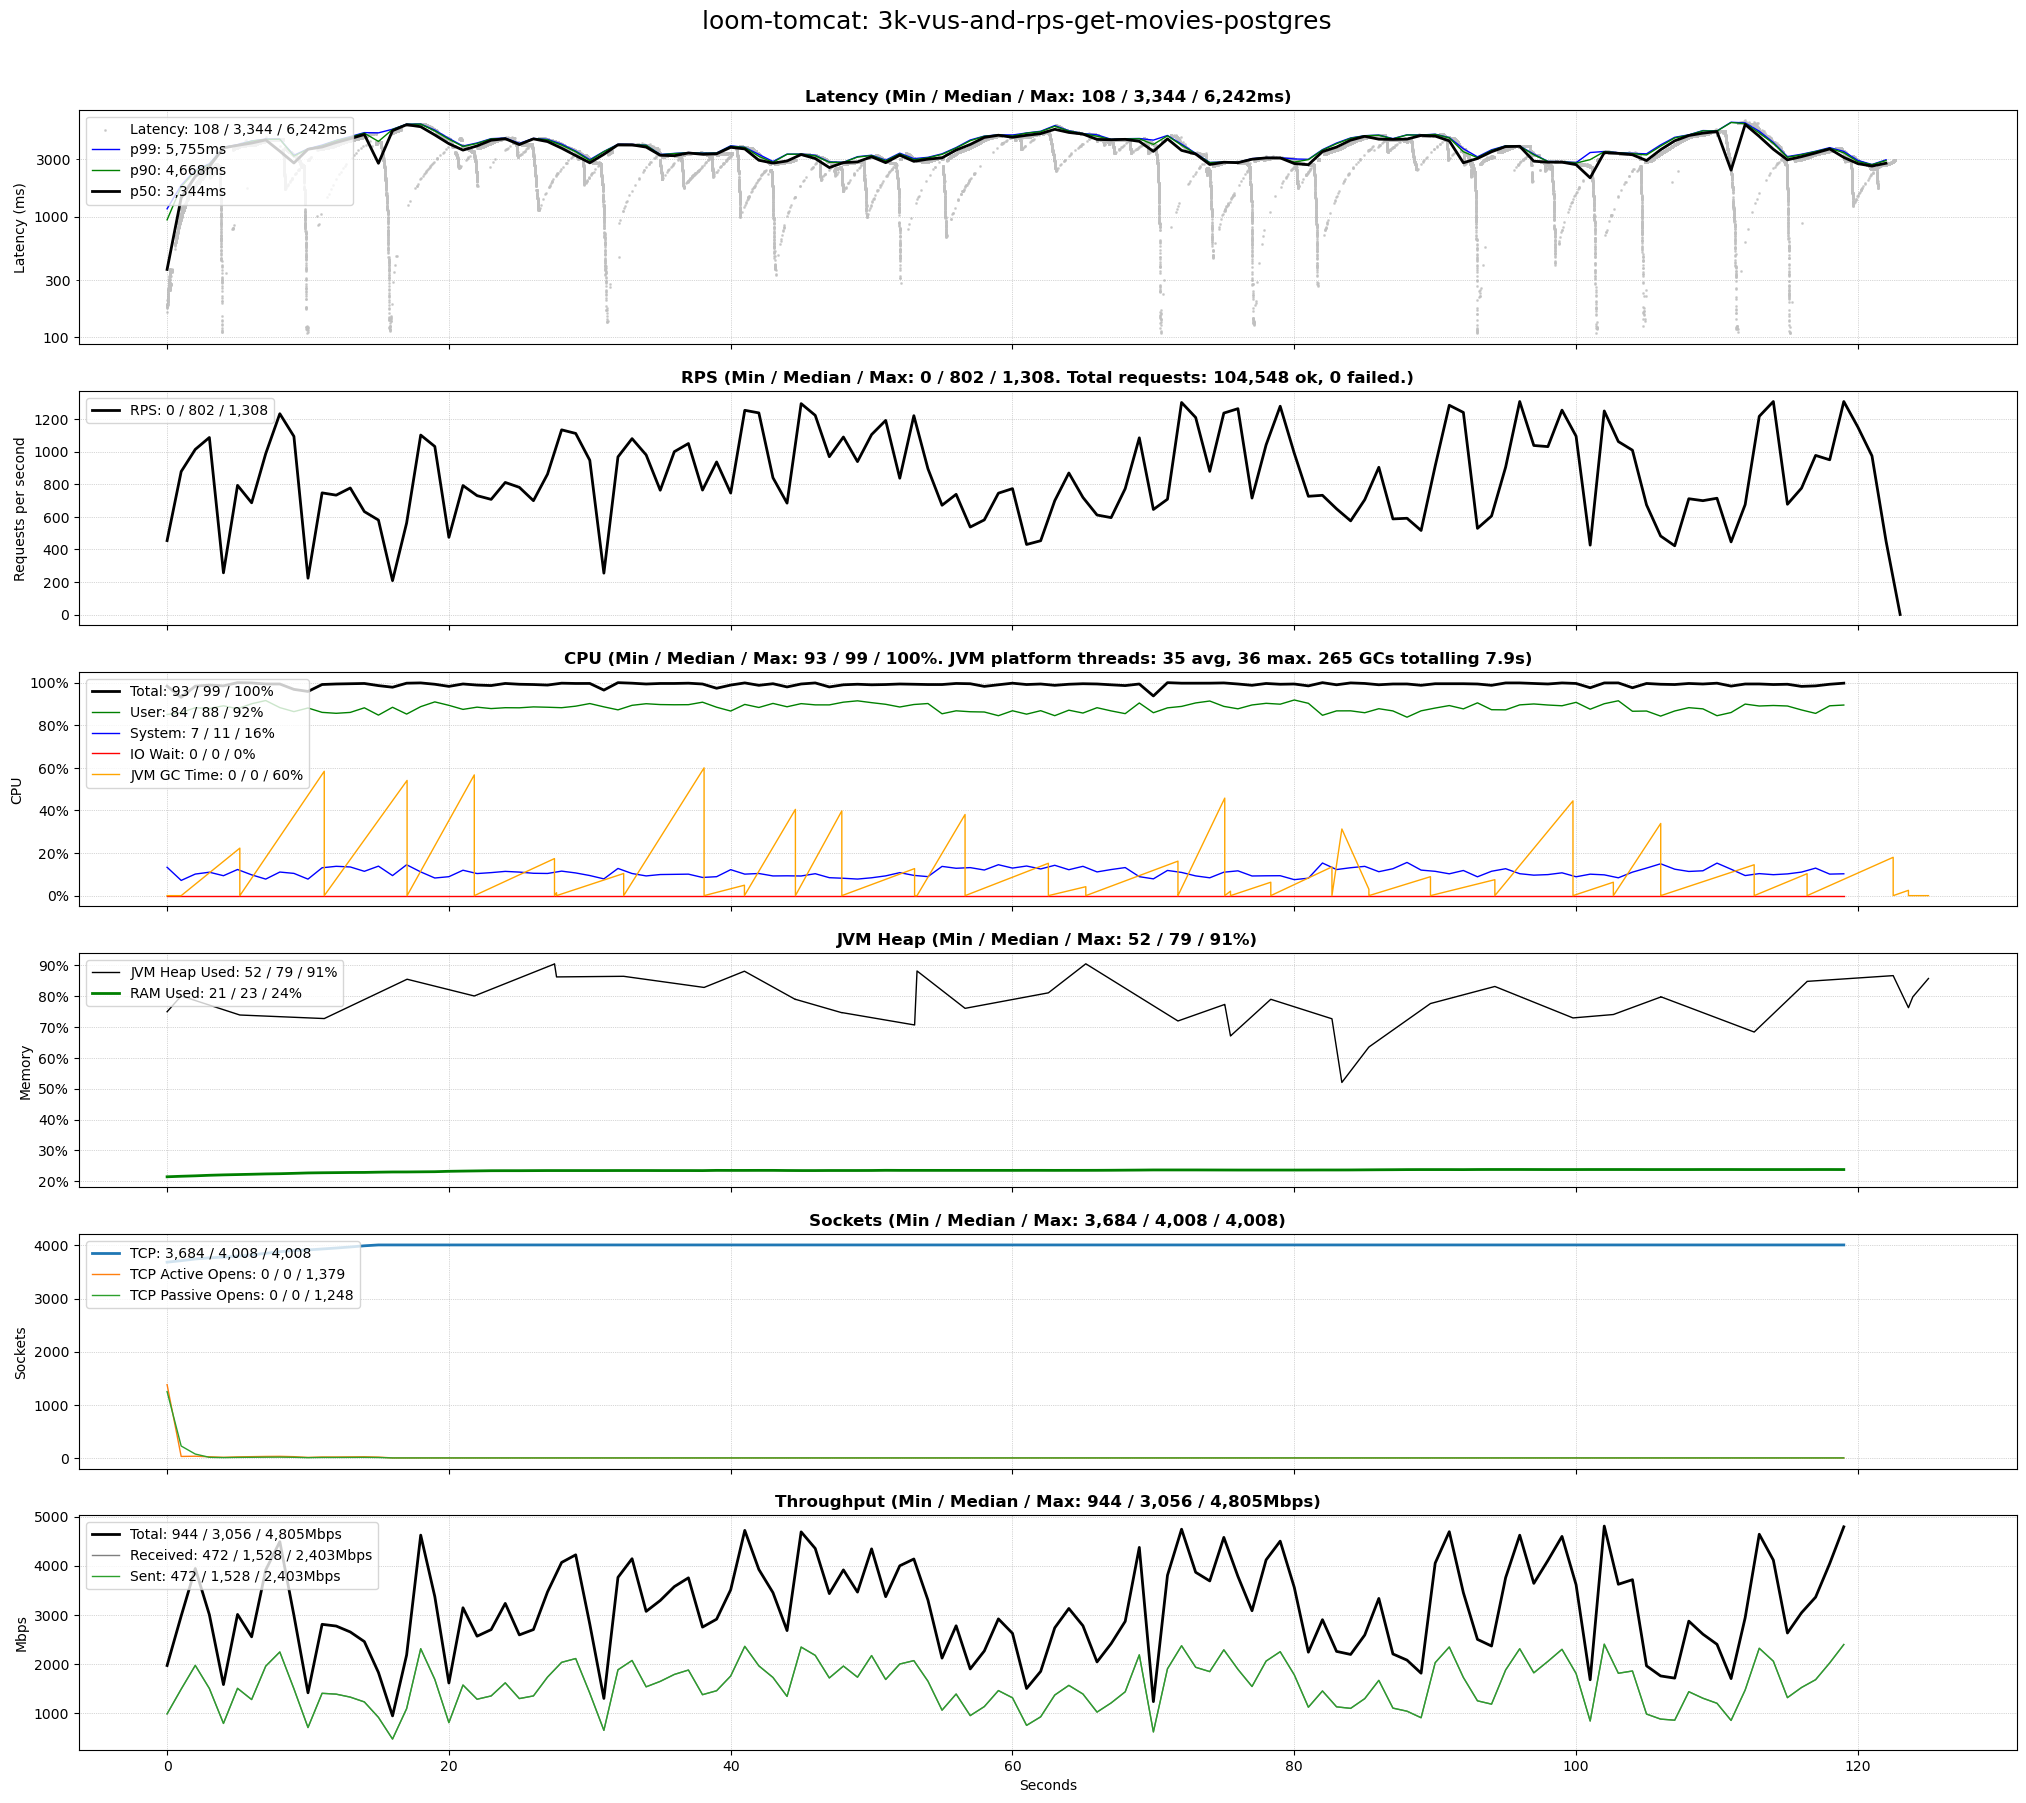 loom-tomcat: 3k-vus-and-rps-get-movies-postgres
Latency (Min / Median / Max: 108 / 3,344 / 6,242ms)
Latency: 108 / 3,344 / 6,242ms
p99: 5,755ms
p90: 4,668ms
p50: 3,344ms
Latency (ms)
3000
1000
300
100
RPS (Min / Median / Max: 0 / 802 / 1,308. Total requests: 104,548 ok, 0 failed.)
RPS: 0 / 802 / 1,308
Requests per second
1200
1000
800
600
400
200
0
CPU (Min / Median / Max: 93 / 99 / 100%. JVM platform threads: 35 avg, 36 max. 265 GCs totalling 7.9s)
Total: 93 / 99 / 100%
User: 84 / 88 / 92%
System: 7 / 11 / 16%
IO Wait: 0 / 0 / 0%
JVM GC Time: 0 / 0 / 60%
CPU
100%
80%
60%
40%
20%
0%
JVM Heap (Min / Median / Max: 52 / 79 / 91%)
JVM Heap Used: 52 / 79 / 91%
RAM Used: 21 / 23 / 24%
Memory
90%
80%
70%
60%
50%
40%
30%
20%
Sockets (Min / Median / Max: 3,684 / 4,008 / 4,008)
TCP: 3,684 / 4,008 / 4,008
TCP Active Opens: 0 / 0 / 1,379
TCP Passive Opens: 0 / 0 / 1,248
Sockets
4000
3000
2000
1000
0
Throughput (Min / Median / Max: 944 / 3,056 / 4,805Mbps)
Total: 944 / 3,056 / 4,805Mbps
Received: 472 / 1,528 / 2,403Mbps
Sent: 472 / 1,528 / 2,403Mbps
Mbps
5000
4000
3000
2000
1000
0 20 40 60 80 100 120
Seconds